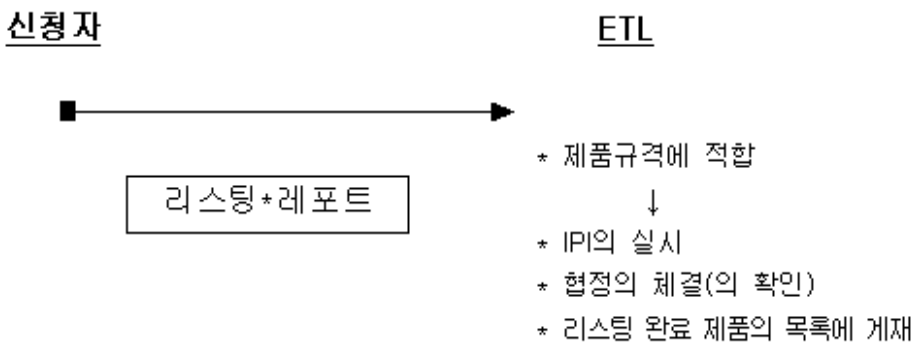 신청자
ETL
리스팅*레포트
* 제품규격에 적합
↓
* IPI의 실시
* 협정의 체결(의 확인)
* 리스팅 완료 제품의 목록에 게재